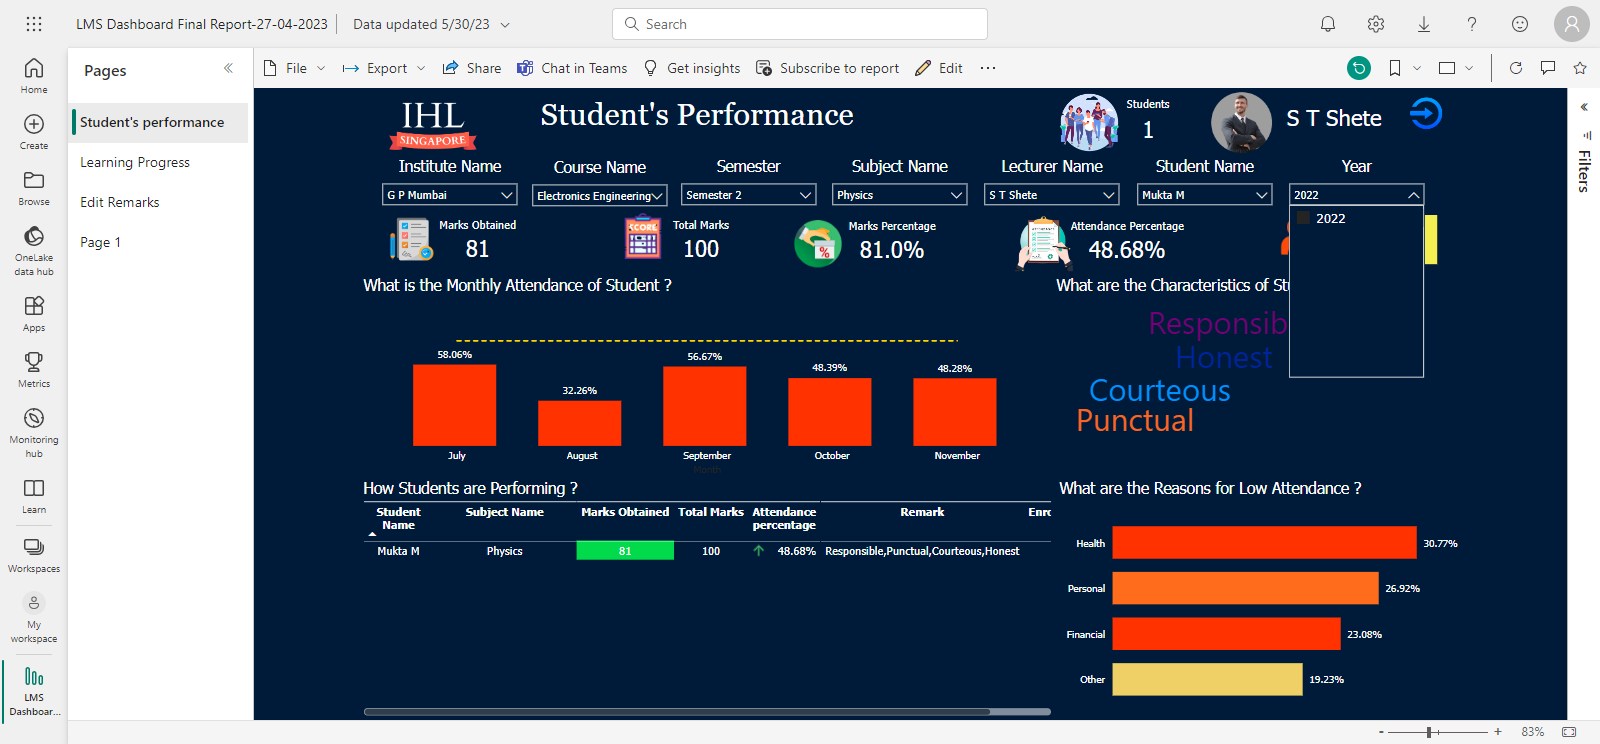 LMS Dashboard Final Report-27-04-2023
Data updated 5/30/23
Search
Home
Create
Browse
OneLake
data hub
Apps
Metrics
Monitoring
hub
Learn
Workspaces
My
workspace
LMS
Dashboar...
Pages
Student's performance
Learning Progress
Edit Remarks
Page 1
File
Export
Share
Chat in Teams
Get insights
Subscribe to report
Edit
IHL
SINGAPORE
Student's Performance
Students
1
S T Shete
Institute Name
Course Name
Semester
Subject Name
Lecturer Name
Student Name
Year
G P Mumbai
Electronics Engineering
Semester 2
Physics
S T Shete
Mukta M
2022
2022
Marks Obtained
81
SCORE
Total Marks
100
%
Marks Percentage
81.0%
Attendance Percentage
48.68%
What is the Monthly Attendance of Student ?
58.06%
32.26%
56.67%
48.39%
48.28%
July
August
September
October
November
Month
What are the Characteristics of St
Responsib
Honest
Courteous
Punctual
How Students are Performing ?
Student Name
Subject Name
Marks Obtained
Total Marks
Attendance percentage
Remark
Enro
Mukta M
Physics
81
100
48.68%
Responsible,Punctual,Courteous,Honest
What are the Reasons for Low Attendance ?
Health
30.77%
Personal
26.92%
Financial
23.08%
Other
19.23%
Filters
- + 83%